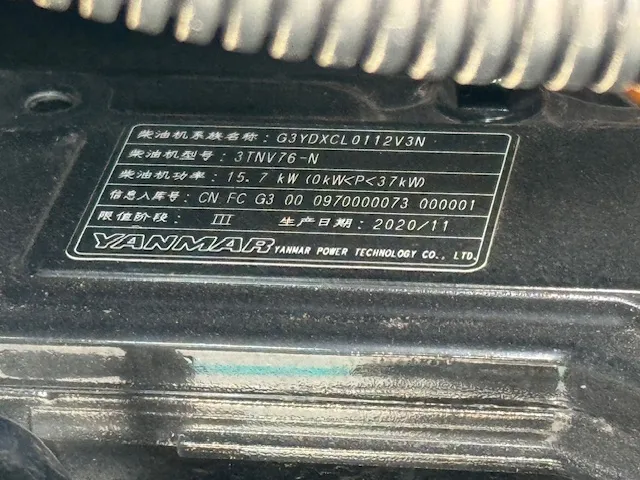 柴油机系族名称： G3YDXCL0112V3N
柴油机型号： 3TNV76-N
柴油机功率： 15.7 kW (0kW<P<37kW)
信息入库号： CN FC G3 00 0970000073 000001
限值阶段： III 生产日期： 2020/11
YANMAR YANMAR POWER TECHNOLOGY CO., LTD.